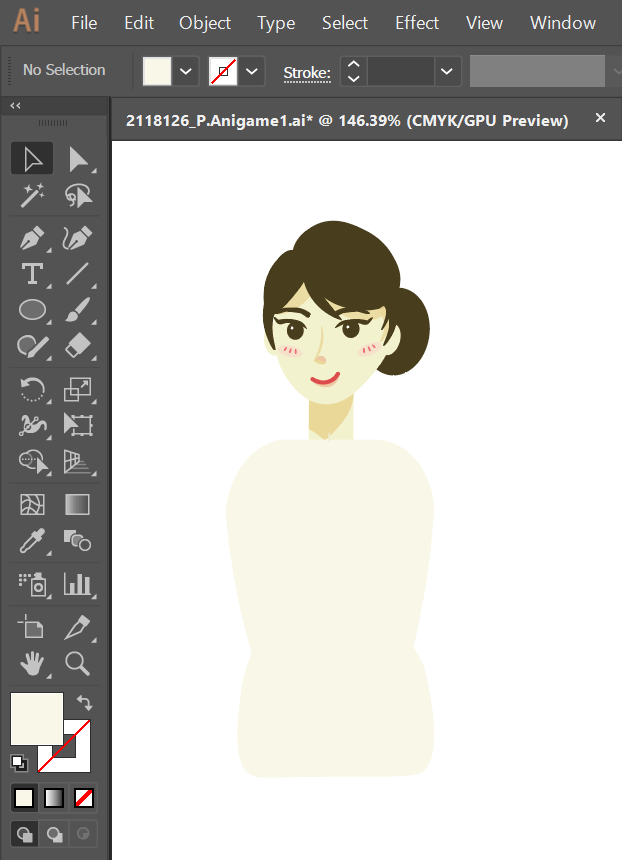 Ai File Edit Object Type Select Effect View Window
No Selection Stroke:
2118126_P.Anigame1.ai* @ 146.39% (CMYK/GPU Preview)